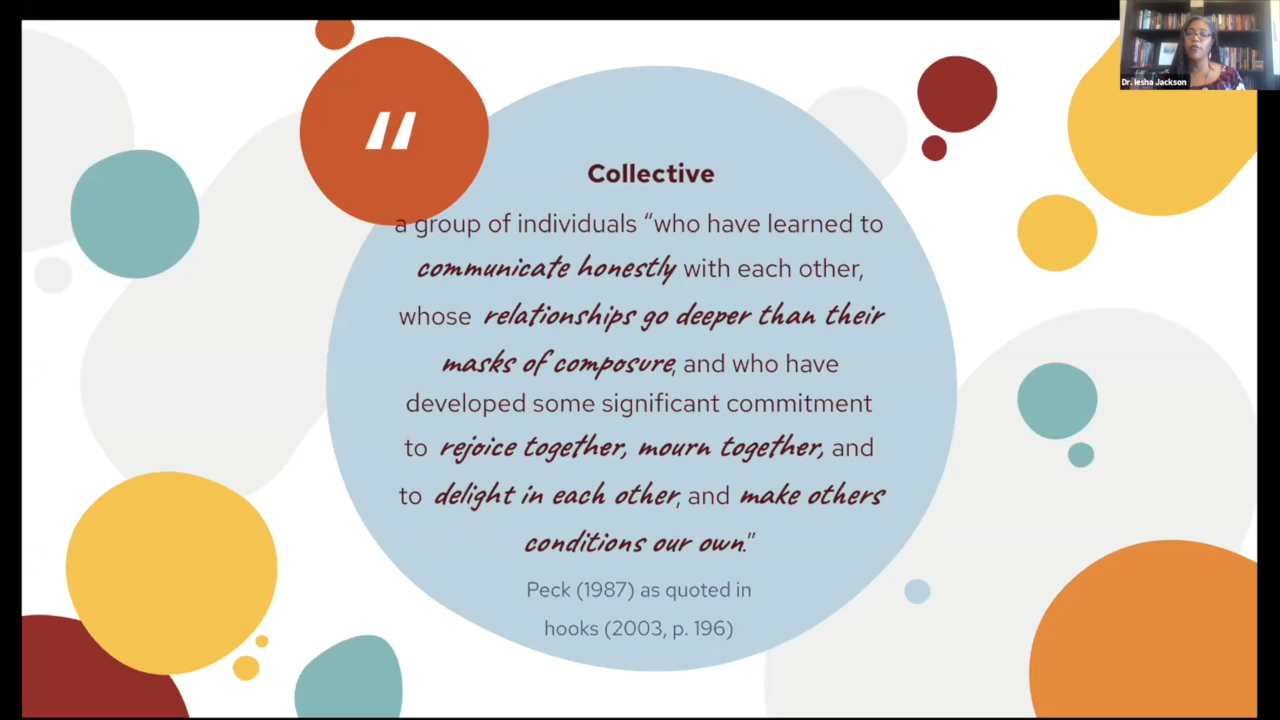 Dr. Iesha Jackson
“
Collective
a group of individuals “who have learned to
communicate honestly with each other,
whose relationships go deeper than their
masks of composure, and who have
developed some significant commitment
to rejoice together, mourn together, and
to delight in each other, and make others
conditions our own.”
Peck (1987) as quoted in
hooks (2003, p. 196)